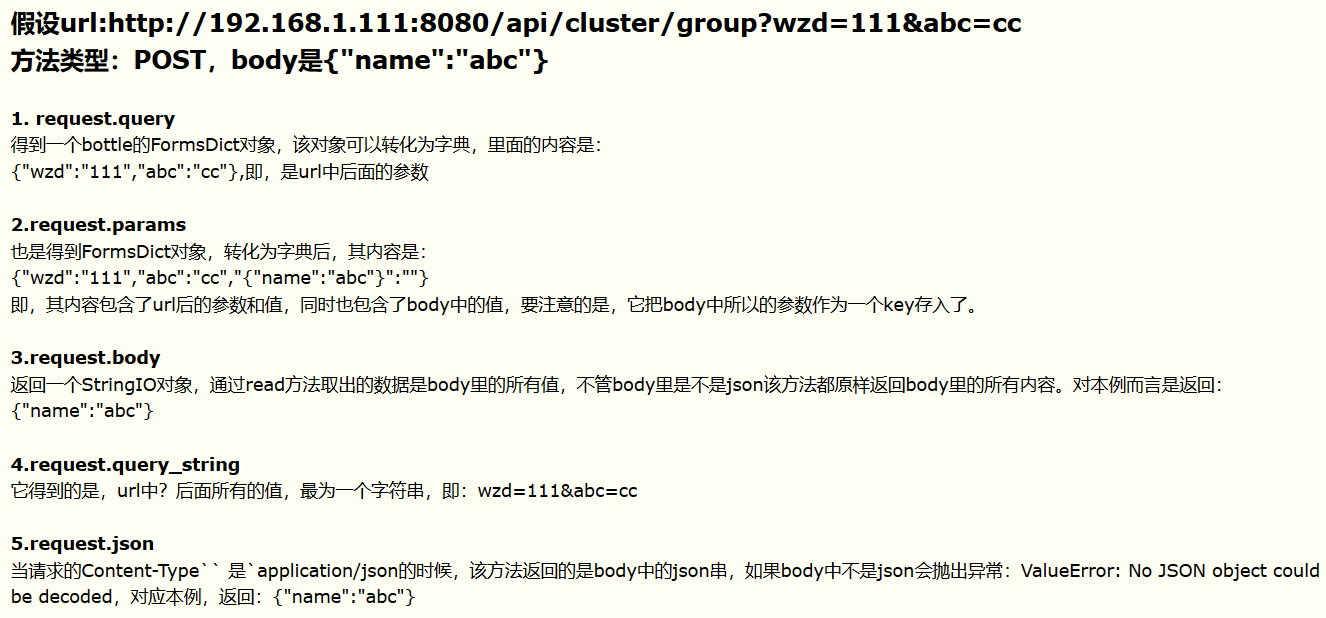 假设url:http://192.168.1.111:8080/api/cluster/group?wzd=111&abc=cc
方法类型：POST，body是{"name":"abc"}
1. request.query
得到一个bottle的FormsDict对象，该对象可以转化为字典，里面的内容是：
{"wzd":"111","abc":"cc"},即，是url中后面的参数
2.request.params
也是得到FormsDict对象，转化为字典后，其内容是：
{"wzd":"111","abc":"cc","{"name":"abc"}":""}
即，其内容包含了url后的参数和值，同时也包含了body中的值，要注意的是，它把body中所以的参数作为一个key存入了。
3.request.body
返回一个StringIO对象，通过read方法取出的数据是body里的所有值，不管body里是不是json该方法都原样返回body里的所有内容。对本例而言是返回：
{"name":"abc"}
4.request.query_string
它得到的是，url中？后面所有的值，最为一个字符串，即：wzd=111&abc=cc
5.request.json
当请求的Content-Type`` 是`application/json的时候，该方法返回的是body中的json串，如果body中不是json会抛出异常：ValueError: No JSON object could
be decoded，对应本例，返回：{"name":"abc"}